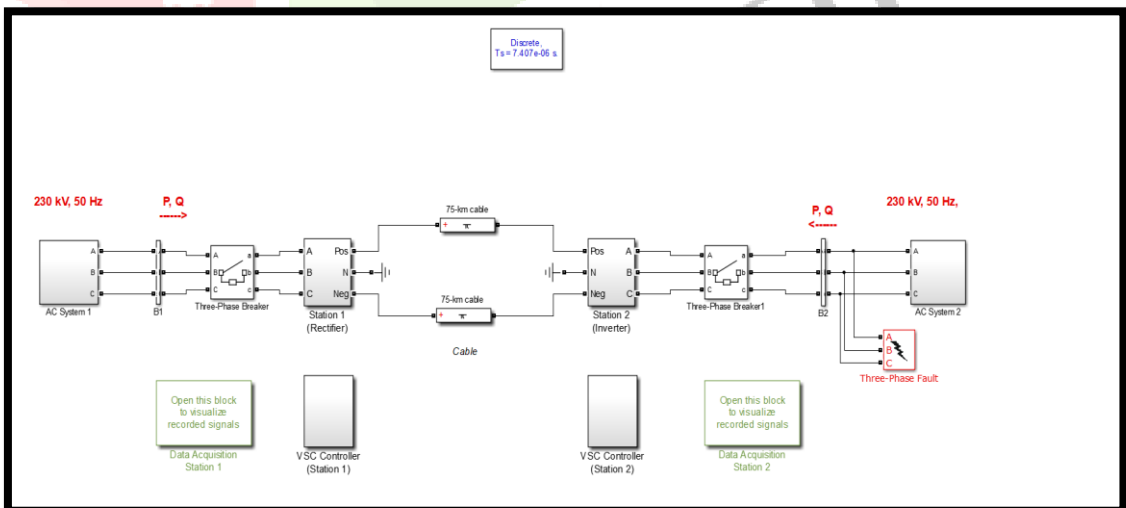 Discrete,
Ts = 7.407e-06 s.
230 kV, 50 Hz
P, Q
------>
75-km cable
+
π
P, Q
<------
230 kV, 50 Hz,
A
B
C
AC System 1
B1
A
B
C
a
b
c
Three-Phase Breaker
A
B
C
Pos
N
Neg
Station 1
(Rectifier)
75-km cable
+
π
Cable
Pos
N
Neg
A
B
C
Station 2
(Inverter)
A
B
C
a
b
c
Three-Phase Breaker1
B2
A
B
C
AC System 2
A
B
C
Three-Phase Fault
Open this block
to visualize
recorded signals
Data Acquisition
Station 1
VSC Controller
(Station 1)
VSC Controller
(Station 2)
Open this block
to visualize
recorded signals
Data Acquisition
Station 2